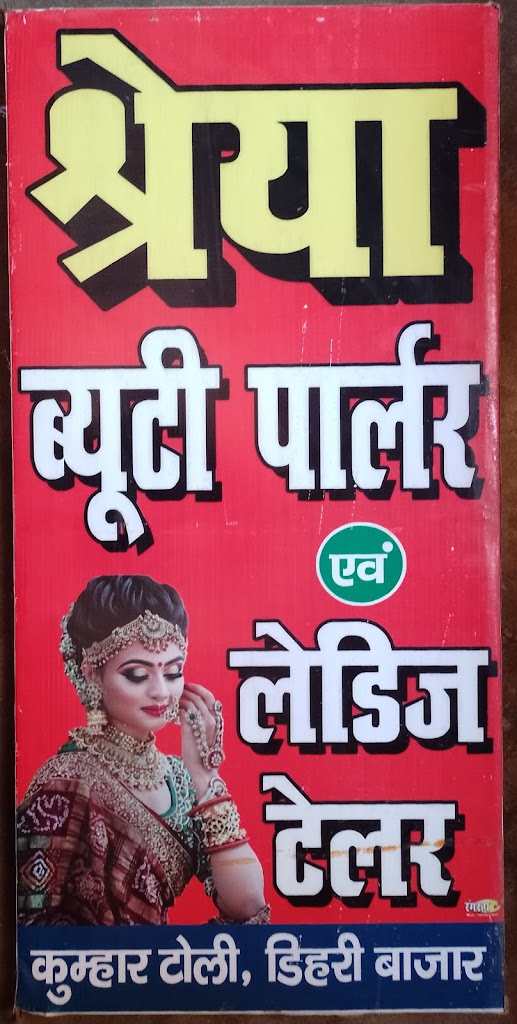 श्रेया
ब्यूटी पार्लर
एवं
लेडिज
टेलर
कुम्हार टोली, डिहरी बाजार